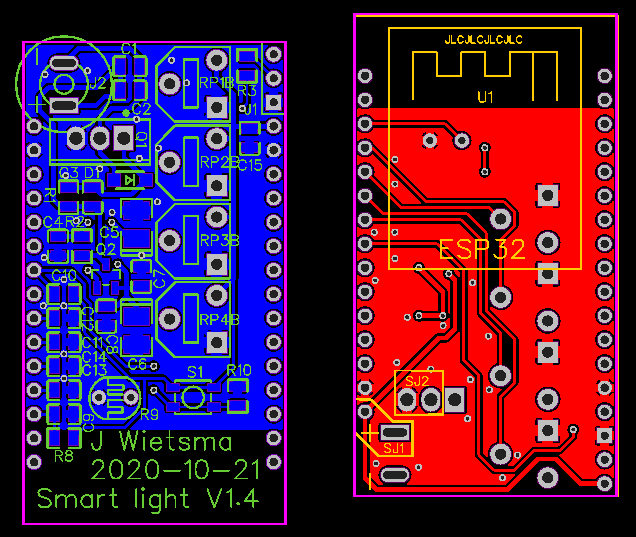 C1
J2
RP1B
R3
J1
C2
Q1
RP2B
C15
C3 D1
R1
C4 R2
C5
RP3B
Q2
C7
C10
C12
RP4B
C11
C8
C14
C13
C6
S1
R10
R9
C9
R8
J Wietsma
2020-10-21
Smart light V1.4
JLCJLCJLCJLC
U1
ESP32
SJ2
SJ1